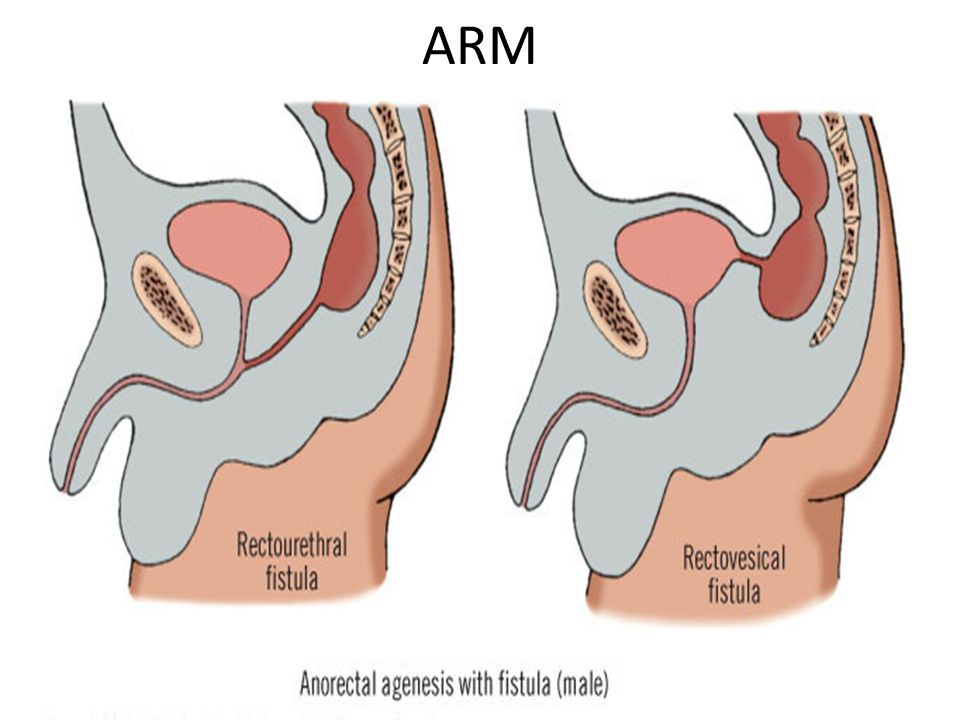 ARM
Rectourethral
fistula
Rectovesical
fistula
Anorectal agenesis with fistula (male)